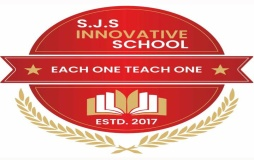 S.J.S
INNOVATIVE
SCHOOL
EACH ONE TEACH ONE
ESTD. 2017